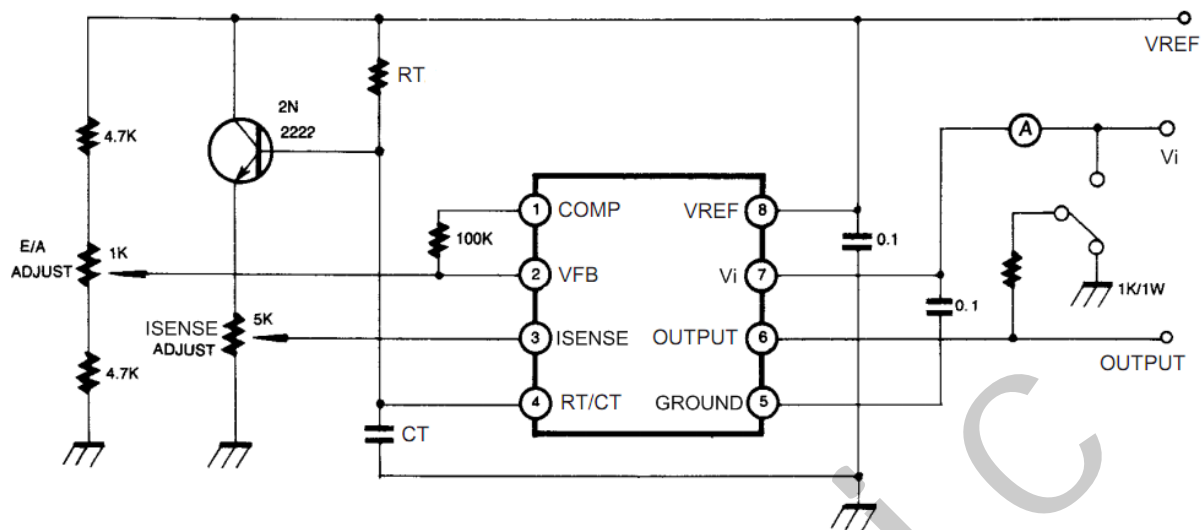 VREF
RT
2N
2222
4.7K
A
Vi
1
COMP
VREF
8
100K
0.1
E/A
ADJUST
1K
2
VFB
Vi
7
1K/1W
0.1
ISENSE
ADJUST
5K
3
ISENSE
OUTPUT
6
OUTPUT
4.7K
4
RT/CT
GROUND
5
CT
i C